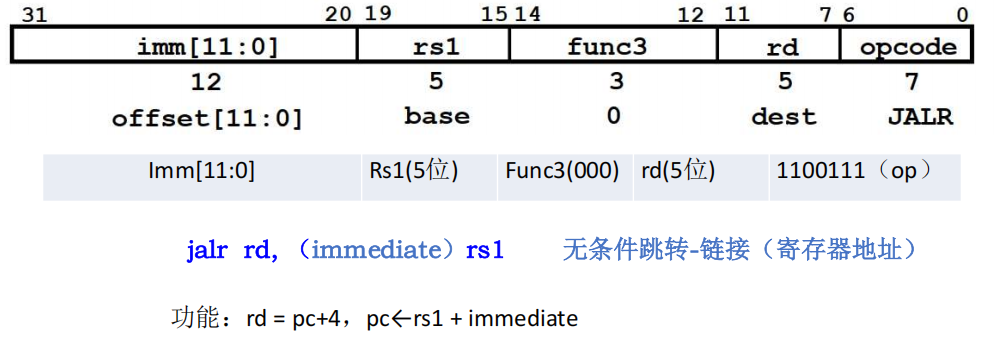 31 20 19 15 14 12 11 7 6 0
imm[11:0] rs1 func3 rd opcode
12 5 3 5 7
offset[11:0] base 0 dest JALR
Imm[11:0] Rs1(5位) Func3(000) rd(5位) 1100111（op）
jalr rd, （immediate）rs1 无条件跳转-链接（寄存器地址）
功能：rd = pc+4，pc←rs1 + immediate